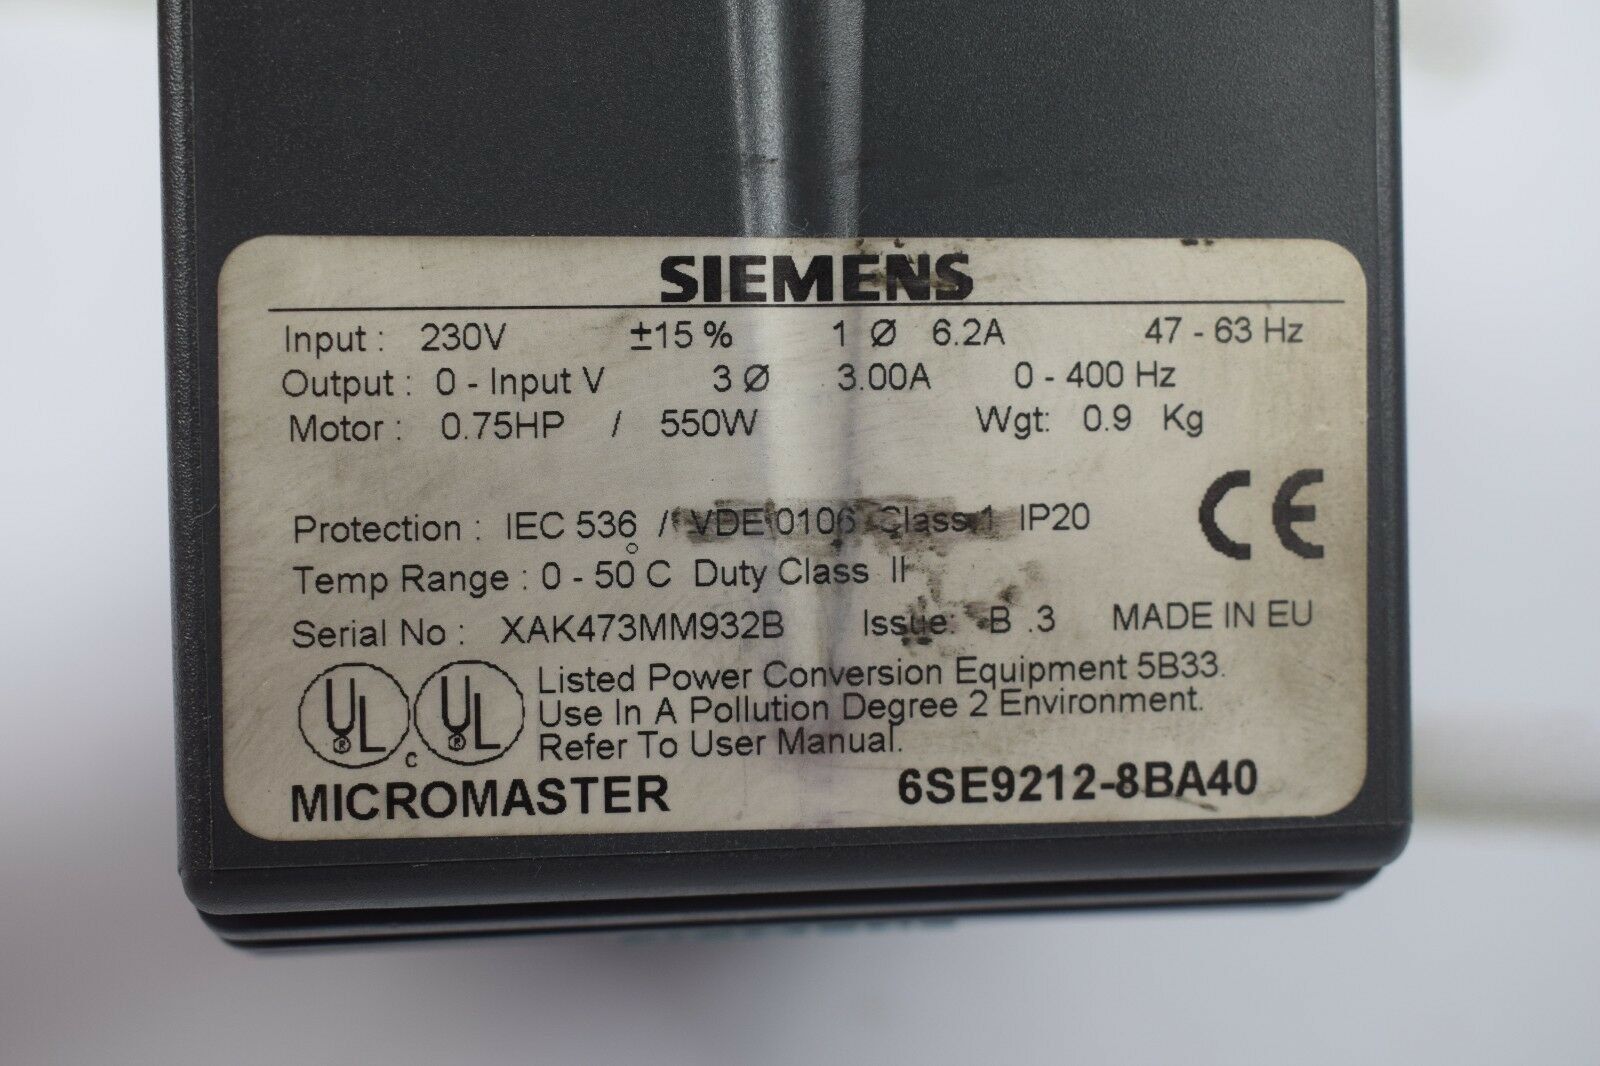 SIEMENS
Input : 230V ±15 % 1 Ø 6.2A 47 - 63 Hz
Output : 0 - Input V 3 Ø 3.00A 0 - 400 Hz
Motor : 0.75HP / 550W Wgt: 0.9 Kg
CE
Protection : IEC 536 / VDE 0106 Class 1 IP20
Temp Range : 0 - 50°C Duty Class II
Serial No : XAK473MM932B Issue: B .3 MADE IN EU
UL® c UL®
Listed Power Conversion Equipment 5B33.
Use In A Pollution Degree 2 Environment.
Refer To User Manual.
MICROMASTER 6SE9212-8BA40